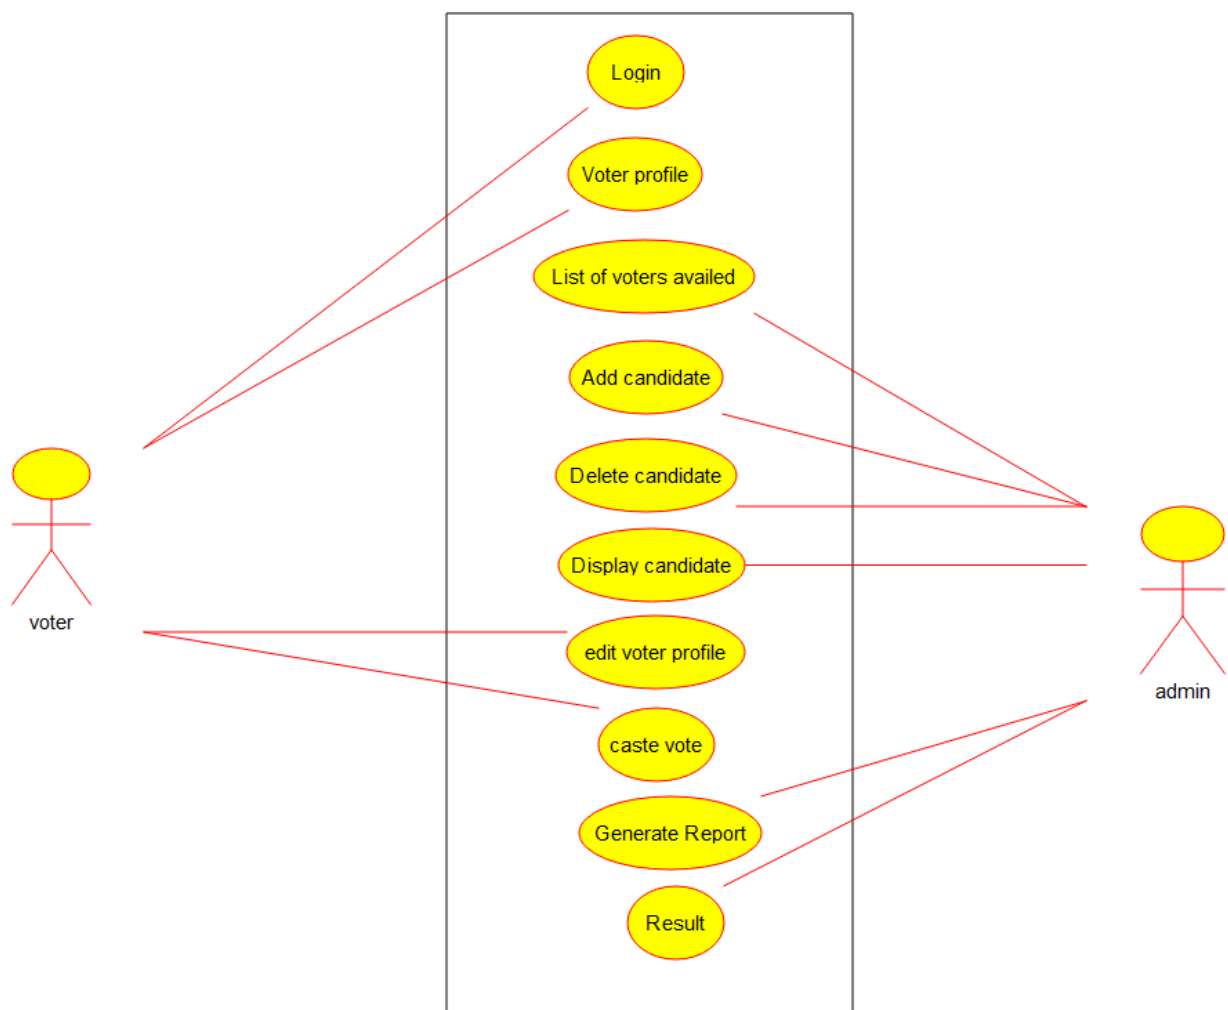 Login
Voter profile
List of voters availed
Add candidate
Delete candidate
Display candidate
edit voter profile
caste vote
Generate Report
Result
voter
admin